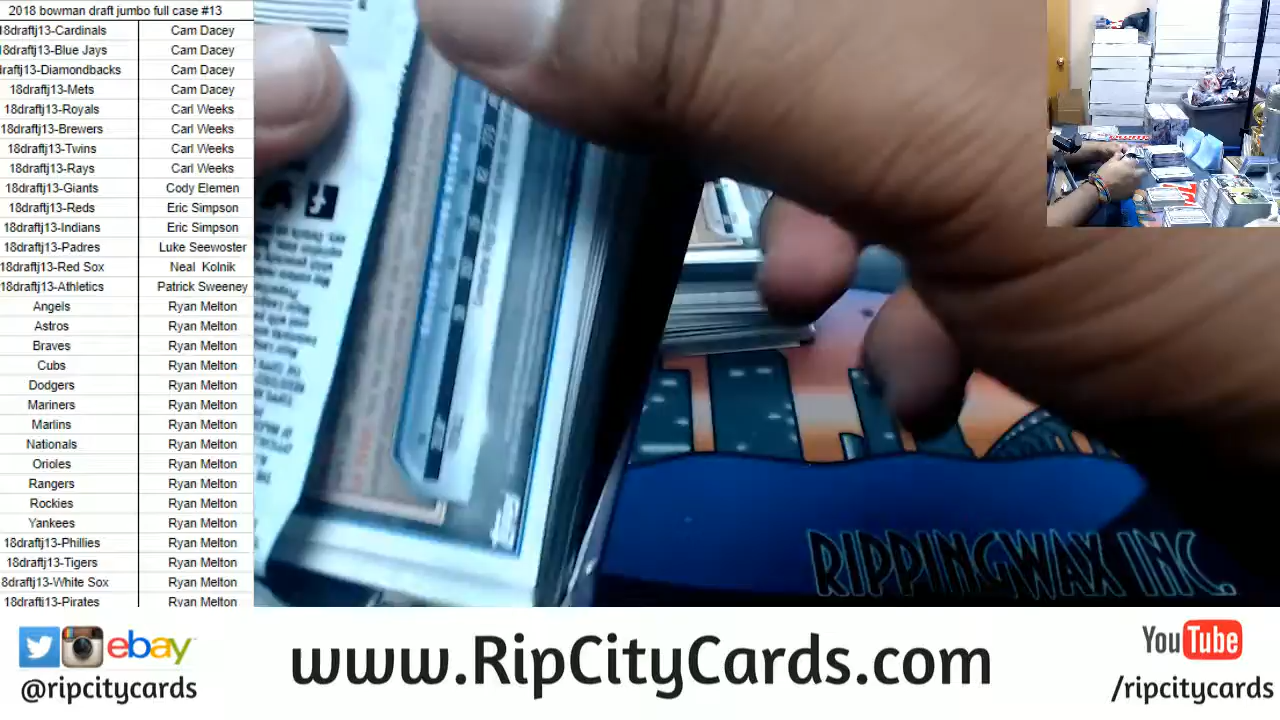 2018 bowman draft jumbo full case #13
18draftj13-Cardinals Cam Dacey
18draftj13-Blue Jays Cam Dacey
draftj13-Diamondbacks Cam Dacey
18draftj13-Mets Cam Dacey
18draftj13-Royals Carl Weeks
18draftj13-Brewers Carl Weeks
18draftj13-Twins Carl Weeks
18draftj13-Rays Carl Weeks
18draftj13-Giants Cody Elemen
18draftj13-Reds Eric Simpson
18draftj13-Indians Eric Simpson
18draftj13-Padres Luke Seewoster
18draftj13-Red Sox Neal Kolnik
18draftj13-Athletics Patrick Sweeney
Angels Ryan Melton
Astros Ryan Melton
Braves Ryan Melton
Cubs Ryan Melton
Dodgers Ryan Melton
Mariners Ryan Melton
Marlins Ryan Melton
Nationals Ryan Melton
Orioles Ryan Melton
Rangers Ryan Melton
Rockies Ryan Melton
Yankees Ryan Melton
18draftj13-Phillies Ryan Melton
18draftj13-Tigers Ryan Melton
8draftj13-White Sox Ryan Melton
18draftj13-Pirates Ryan Melton
RIPPINGWAX INC.
ebay
@ripcitycards
www.RipCityCards.com
YouTube
/ripcitycards